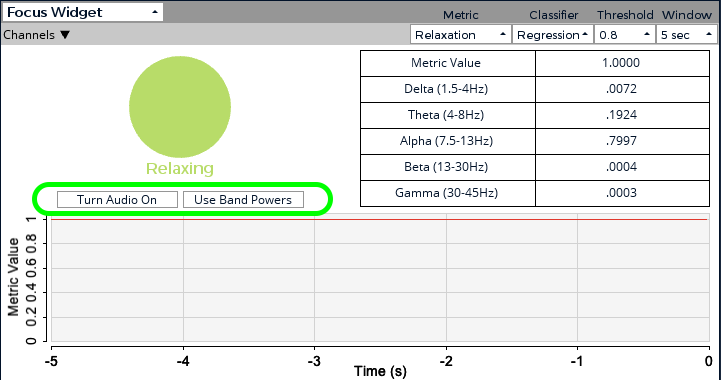 Focus Widget
Metric Classifier Threshold Window
Channels ▼ Relaxation Regression 0.8 5 sec
Metric Value 1.0000
Delta (1.5-4Hz) .0072
Theta (4-8Hz) .1924
Alpha (7.5-13Hz) .7997
Beta (13-30Hz) .0004
Gamma (30-45Hz) .0003
Relaxing
Turn Audio On Use Band Powers
Metric Value
1
0.8
0.6
0.4
0.2
0
-5 -4 -3 -2 -1 0
Time (s)